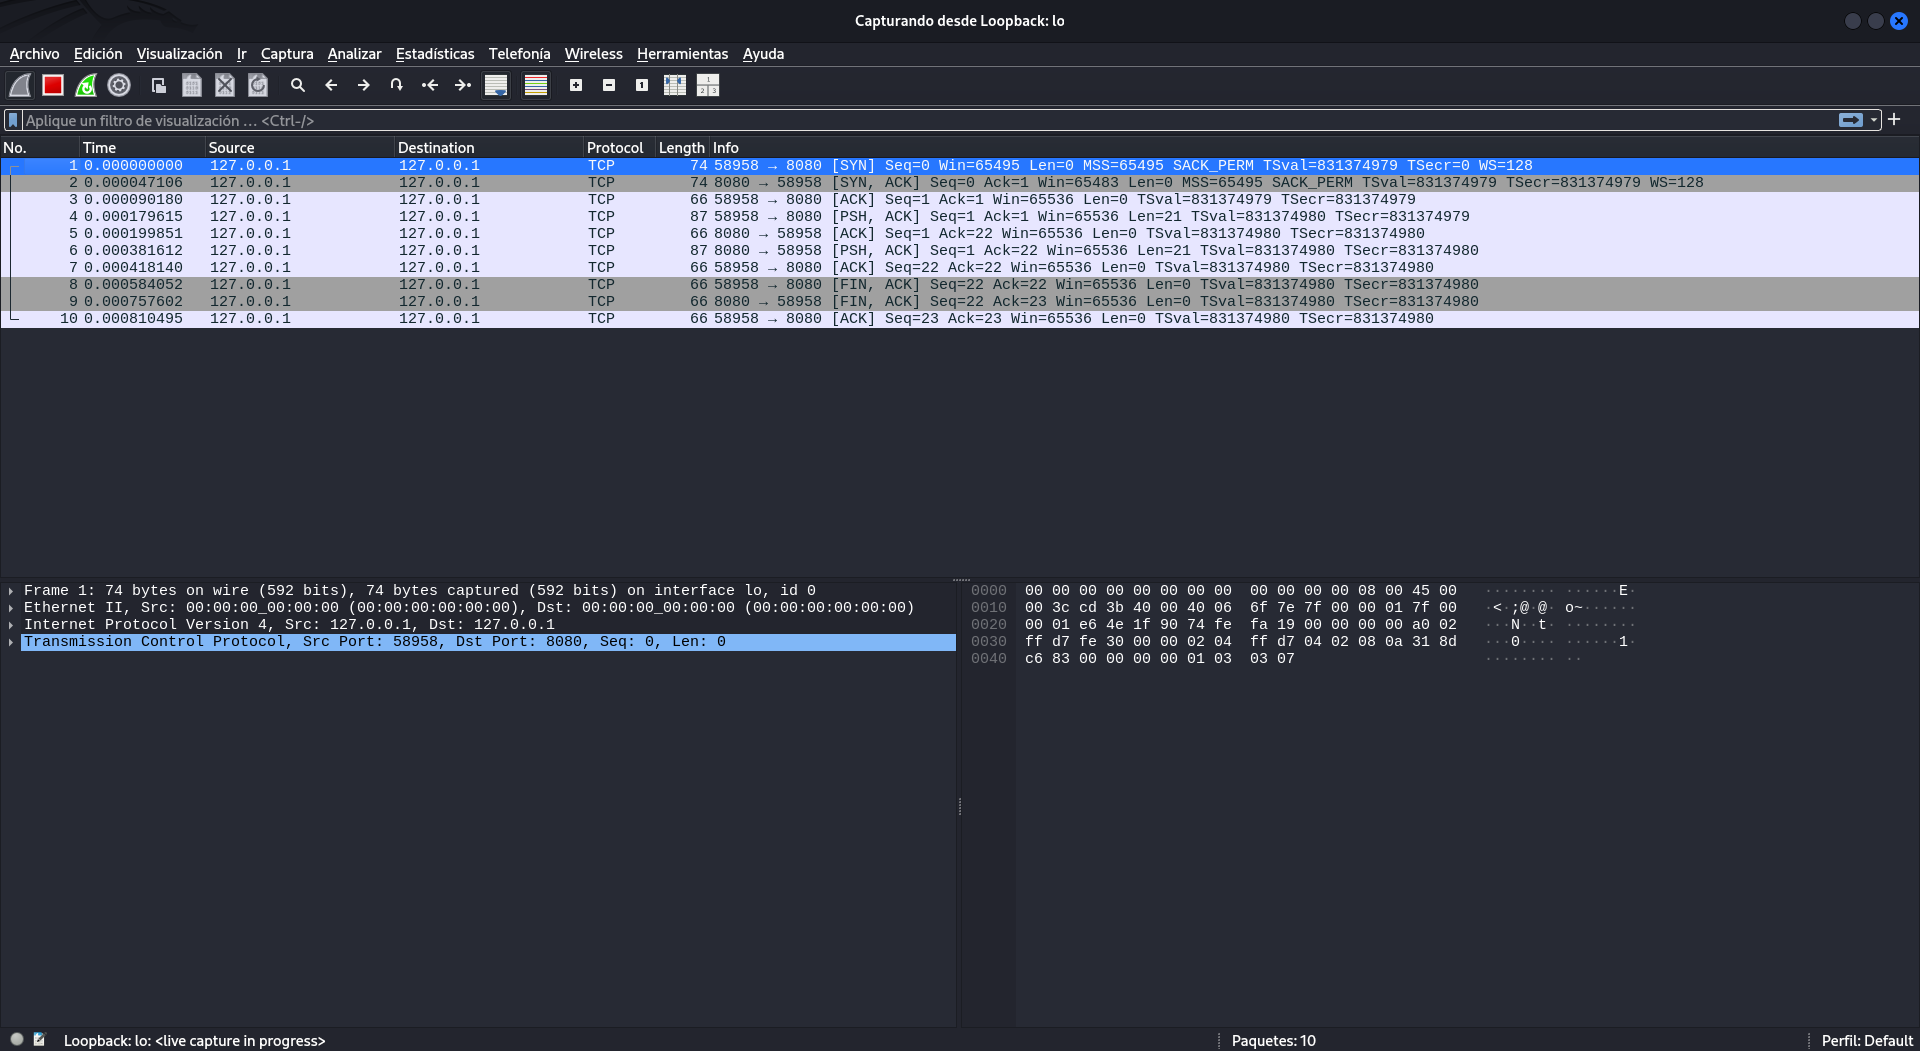 Capturando desde Loopback: lo
Archivo Edición Visualización Ir Captura Analizar Estadísticas Telefonía Wireless Herramientas Ayuda
Aplique un filtro de visualización … <Ctrl-/>
No. Time Source Destination Protocol Length Info
1 0.000000000 127.0.0.1 127.0.0.1 TCP 74 58958 → 8080 [SYN] Seq=0 Win=65495 Len=0 MSS=65495 SACK_PERM TSval=831374979 TSecr=0 WS=128
2 0.000047106 127.0.0.1 127.0.0.1 TCP 74 8080 → 58958 [SYN, ACK] Seq=0 Ack=1 Win=65483 Len=0 MSS=65495 SACK_PERM TSval=831374979 TSecr=831374979 WS=128
3 0.000090180 127.0.0.1 127.0.0.1 TCP 66 58958 → 8080 [ACK] Seq=1 Ack=1 Win=65536 Len=0 TSval=831374979 TSecr=831374979
4 0.000179615 127.0.0.1 127.0.0.1 TCP 87 58958 → 8080 [PSH, ACK] Seq=1 Ack=1 Win=65536 Len=21 TSval=831374980 TSecr=831374979
5 0.000199851 127.0.0.1 127.0.0.1 TCP 66 8080 → 58958 [ACK] Seq=1 Ack=22 Win=65536 Len=0 TSval=831374980 TSecr=831374980
6 0.000381612 127.0.0.1 127.0.0.1 TCP 87 8080 → 58958 [PSH, ACK] Seq=1 Ack=22 Win=65536 Len=21 TSval=831374980 TSecr=831374980
7 0.000418140 127.0.0.1 127.0.0.1 TCP 66 58958 → 8080 [ACK] Seq=22 Ack=22 Win=65536 Len=0 TSval=831374980 TSecr=831374980
8 0.000584052 127.0.0.1 127.0.0.1 TCP 66 58958 → 8080 [FIN, ACK] Seq=22 Ack=22 Win=65536 Len=0 TSval=831374980 TSecr=831374980
9 0.000757602 127.0.0.1 127.0.0.1 TCP 66 8080 → 58958 [FIN, ACK] Seq=22 Ack=23 Win=65536 Len=0 TSval=831374980 TSecr=831374980
10 0.000810495 127.0.0.1 127.0.0.1 TCP 66 58958 → 8080 [ACK] Seq=23 Ack=23 Win=65536 Len=0 TSval=831374980 TSecr=831374980
Frame 1: 74 bytes on wire (592 bits), 74 bytes captured (592 bits) on interface lo, id 0
Ethernet II, Src: 00:00:00_00:00:00 (00:00:00:00:00:00), Dst: 00:00:00_00:00:00 (00:00:00:00:00:00)
Internet Protocol Version 4, Src: 127.0.0.1, Dst: 127.0.0.1
Transmission Control Protocol, Src Port: 58958, Dst Port: 8080, Seq: 0, Len: 0
0000 00 00 00 00 00 00 00 00 00 00 00 00 08 00 45 00 ········ ······E·
0010 00 3c cd 3b 40 00 40 06 6f 7e 7f 00 00 01 7f 00 ·<·;@·@· o~······
0020 00 01 e6 4e 1f 90 74 fe fa 19 00 00 00 00 a0 02 ···N··t· ········
0030 ff d7 fe 30 00 00 02 04 ff d7 04 02 08 0a 31 8d ···0···· ······1·
0040 c6 83 00 00 00 00 01 03 03 07 ········ ··
Loopback: lo: <live capture in progress> Paquetes: 10 Perfil: Default